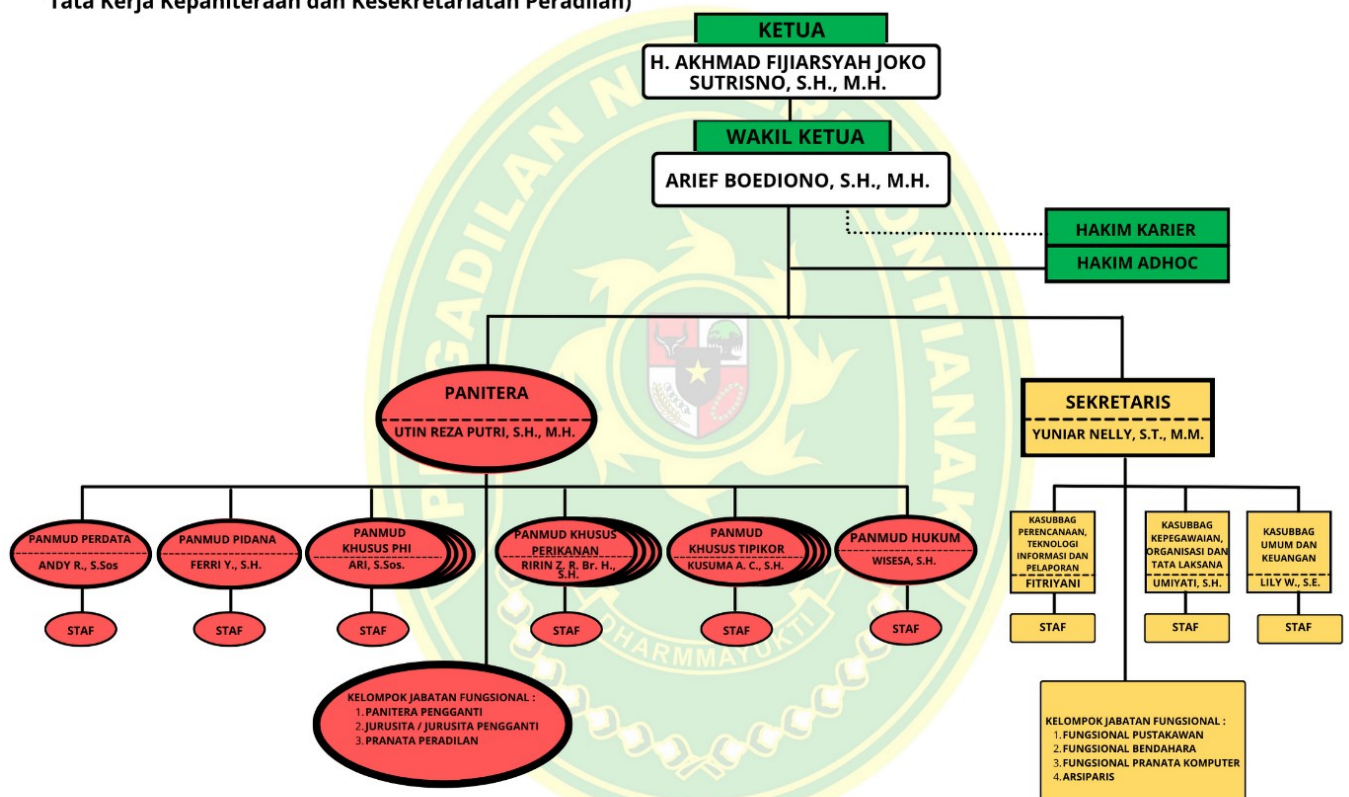 Tata Kerja Kepaniteraan dan Kesekretariatan Peradilan)
KETUA
H. AKHMAD FIJIARSYAH JOKO
SUTRISNO, S.H., M.H.
WAKIL KETUA
ARIEF BOEDIONO, S.H., M.H.
HAKIM KARIER
HAKIM ADHOC
PANITERA
UTIN REZA PUTRI, S.H., M.H.
SEKRETARIS
YUNIAR NELLY, S.T., M.M.
PANMUD PERDATA
ANDY R., S.Sos
STAF
PANMUD PIDANA
FERRI Y., S.H.
STAF
PANMUD
KHUSUS PHI
ARI, S.Sos.
STAF
PANMUD KHUSUS
PERIKANAN
RIRIN Z. R. Br. H.,
S.H.
STAF
PANMUD
KHUSUS TIPIKOR
KUSUMA A. C., S.H.
STAF
PANMUD HUKUM
WISESA, S.H.
STAF
KASUBBAG
PERENCANAAN,
TEKNOLOGI
INFORMASI DAN
PELAPORAN
FITRIYANI
STAF
KASUBBAG
KEPEGAWAIAN,
ORGANISASI DAN
TATA LAKSANA
UMIYATI, S.H.
STAF
KASUBBAG
UMUM DAN
KEUANGAN
LILY W., S.E.
STAF
KELOMPOK JABATAN FUNGSIONAL :
1. PANITERA PENGGANTI
2. JURUSITA / JURUSITA PENGGANTI
3. PRANATA PERADILAN
KELOMPOK JABATAN FUNGSIONAL :
1. FUNGSIONAL PUSTAKAWAN
2. FUNGSIONAL BENDAHARA
3. FUNGSIONAL PRANATA KOMPUTER
4. ARSIPARIS
PENGADILAN NEGERI PONTIANAK
DHARMMAYUKTI